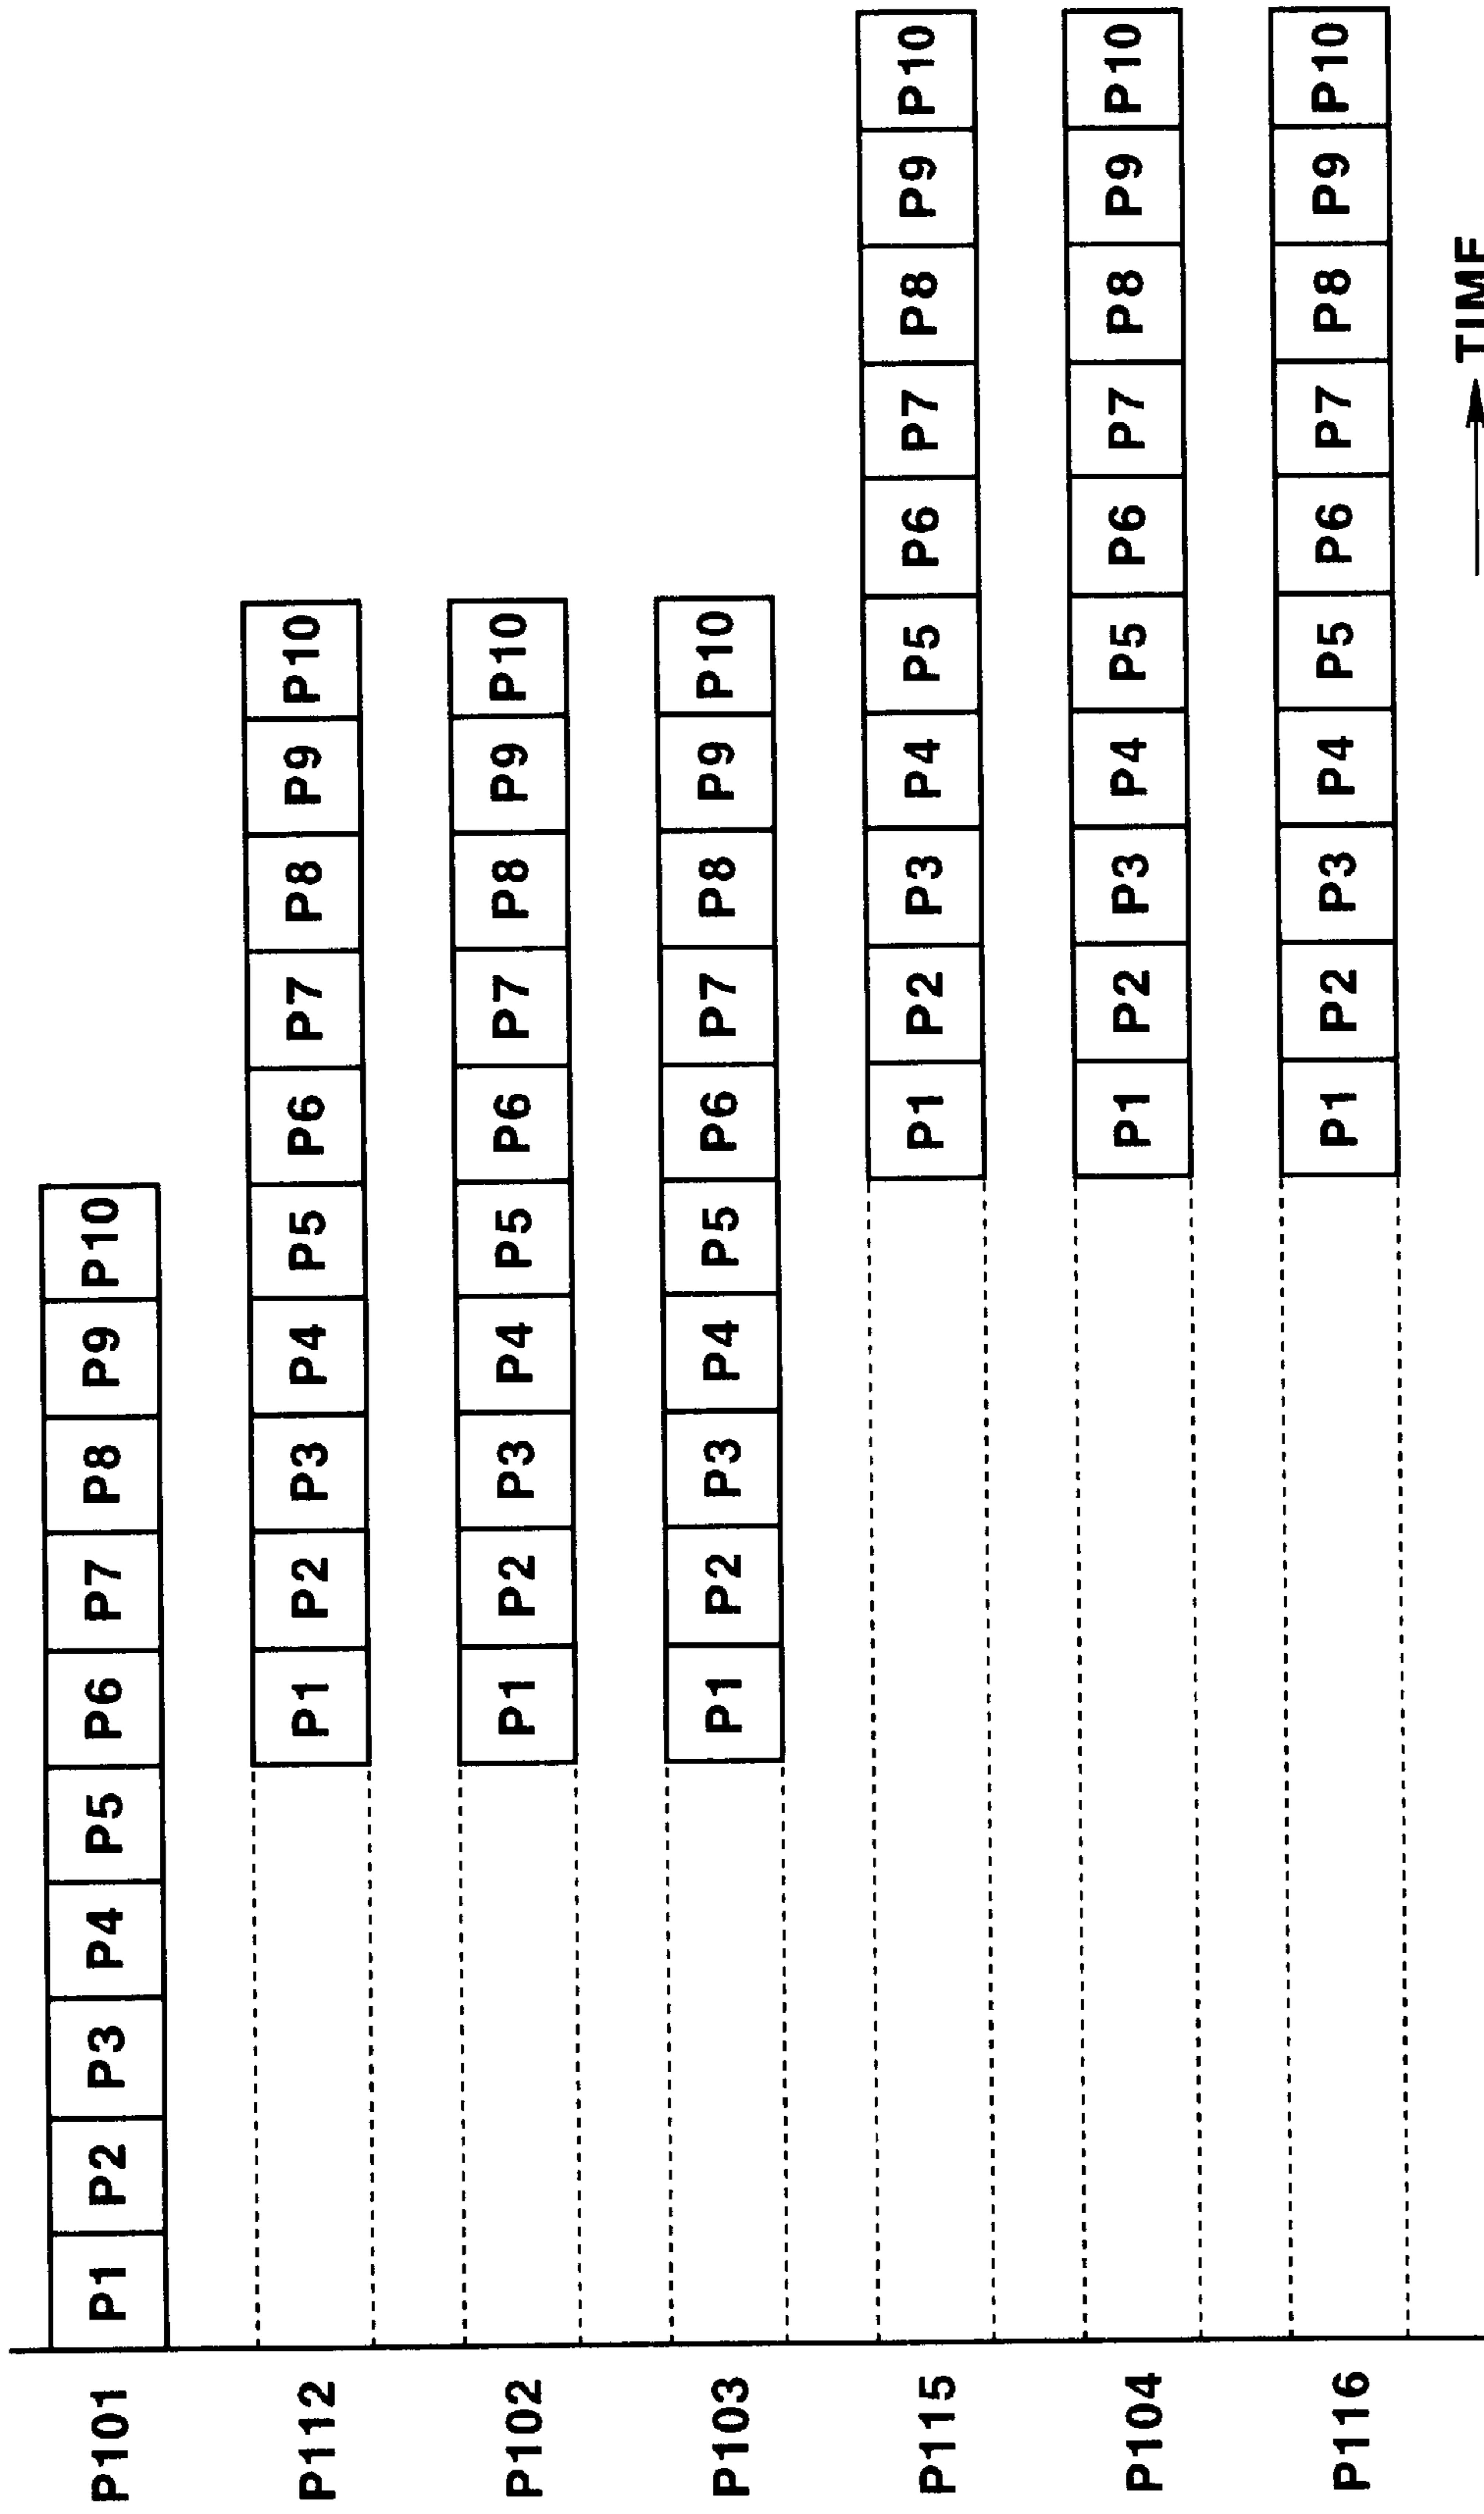 P101 P1 P2 P3 P4 P5 P6 P7 P8 P9 P10
P112 P1 P2 P3 P4 P5 P6 P7 P8 P9 P10
P102 P1 P2 P3 P4 P5 P6 P7 P8 P9 P10
P103 P1 P2 P3 P4 P5 P6 P7 P8 P9 P10
P115 P1 P2 P3 P4 P5 P6 P7 P8 P9 P10
P104 P1 P2 P3 P4 P5 P6 P7 P8 P9 P10
P116 P1 P2 P3 P4 P5 P6 P7 P8 P9 P10
TIME